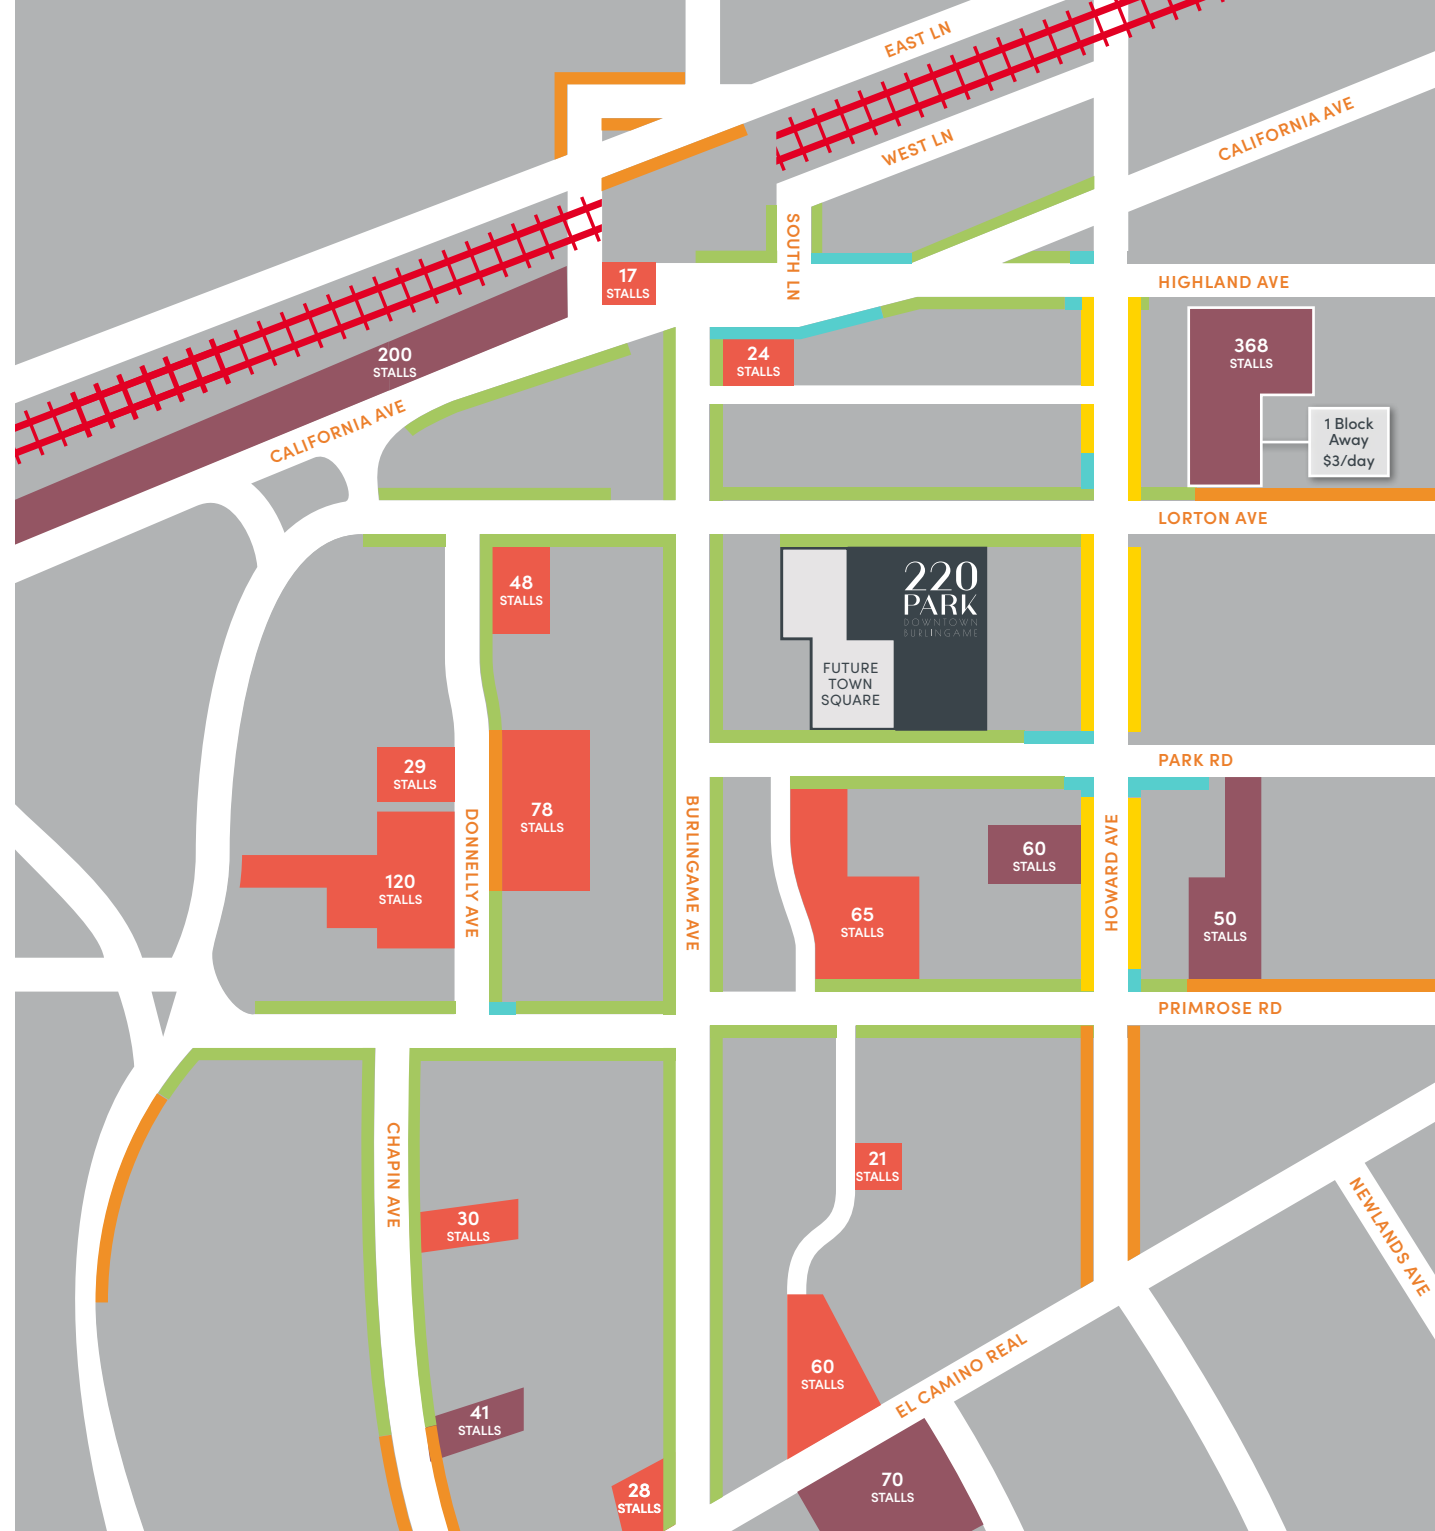 EAST LN
WEST LN
CALIFORNIA AVE
SOUTH LN
17
STALLS
HIGHLAND AVE
200
STALLS
24
STALLS
368
STALLS
CALIFORNIA AVE
1 Block
Away
$3/day
LORTON AVE
48
STALLS
220
PARK
DOWNTOWN
BURLINGAME
FUTURE
TOWN
SQUARE
PARK RD
29
STALLS
78
STALLS
DONNELLY AVE
BURLINGAME AVE
60
STALLS
HOWARD AVE
120
STALLS
65
STALLS
50
STALLS
PRIMROSE RD
CHAPIN AVE
21
STALLS
30
STALLS
NEWLANDS AVE
60
STALLS
EL CAMINO REAL
41
STALLS
70
STALLS
28
STALLS